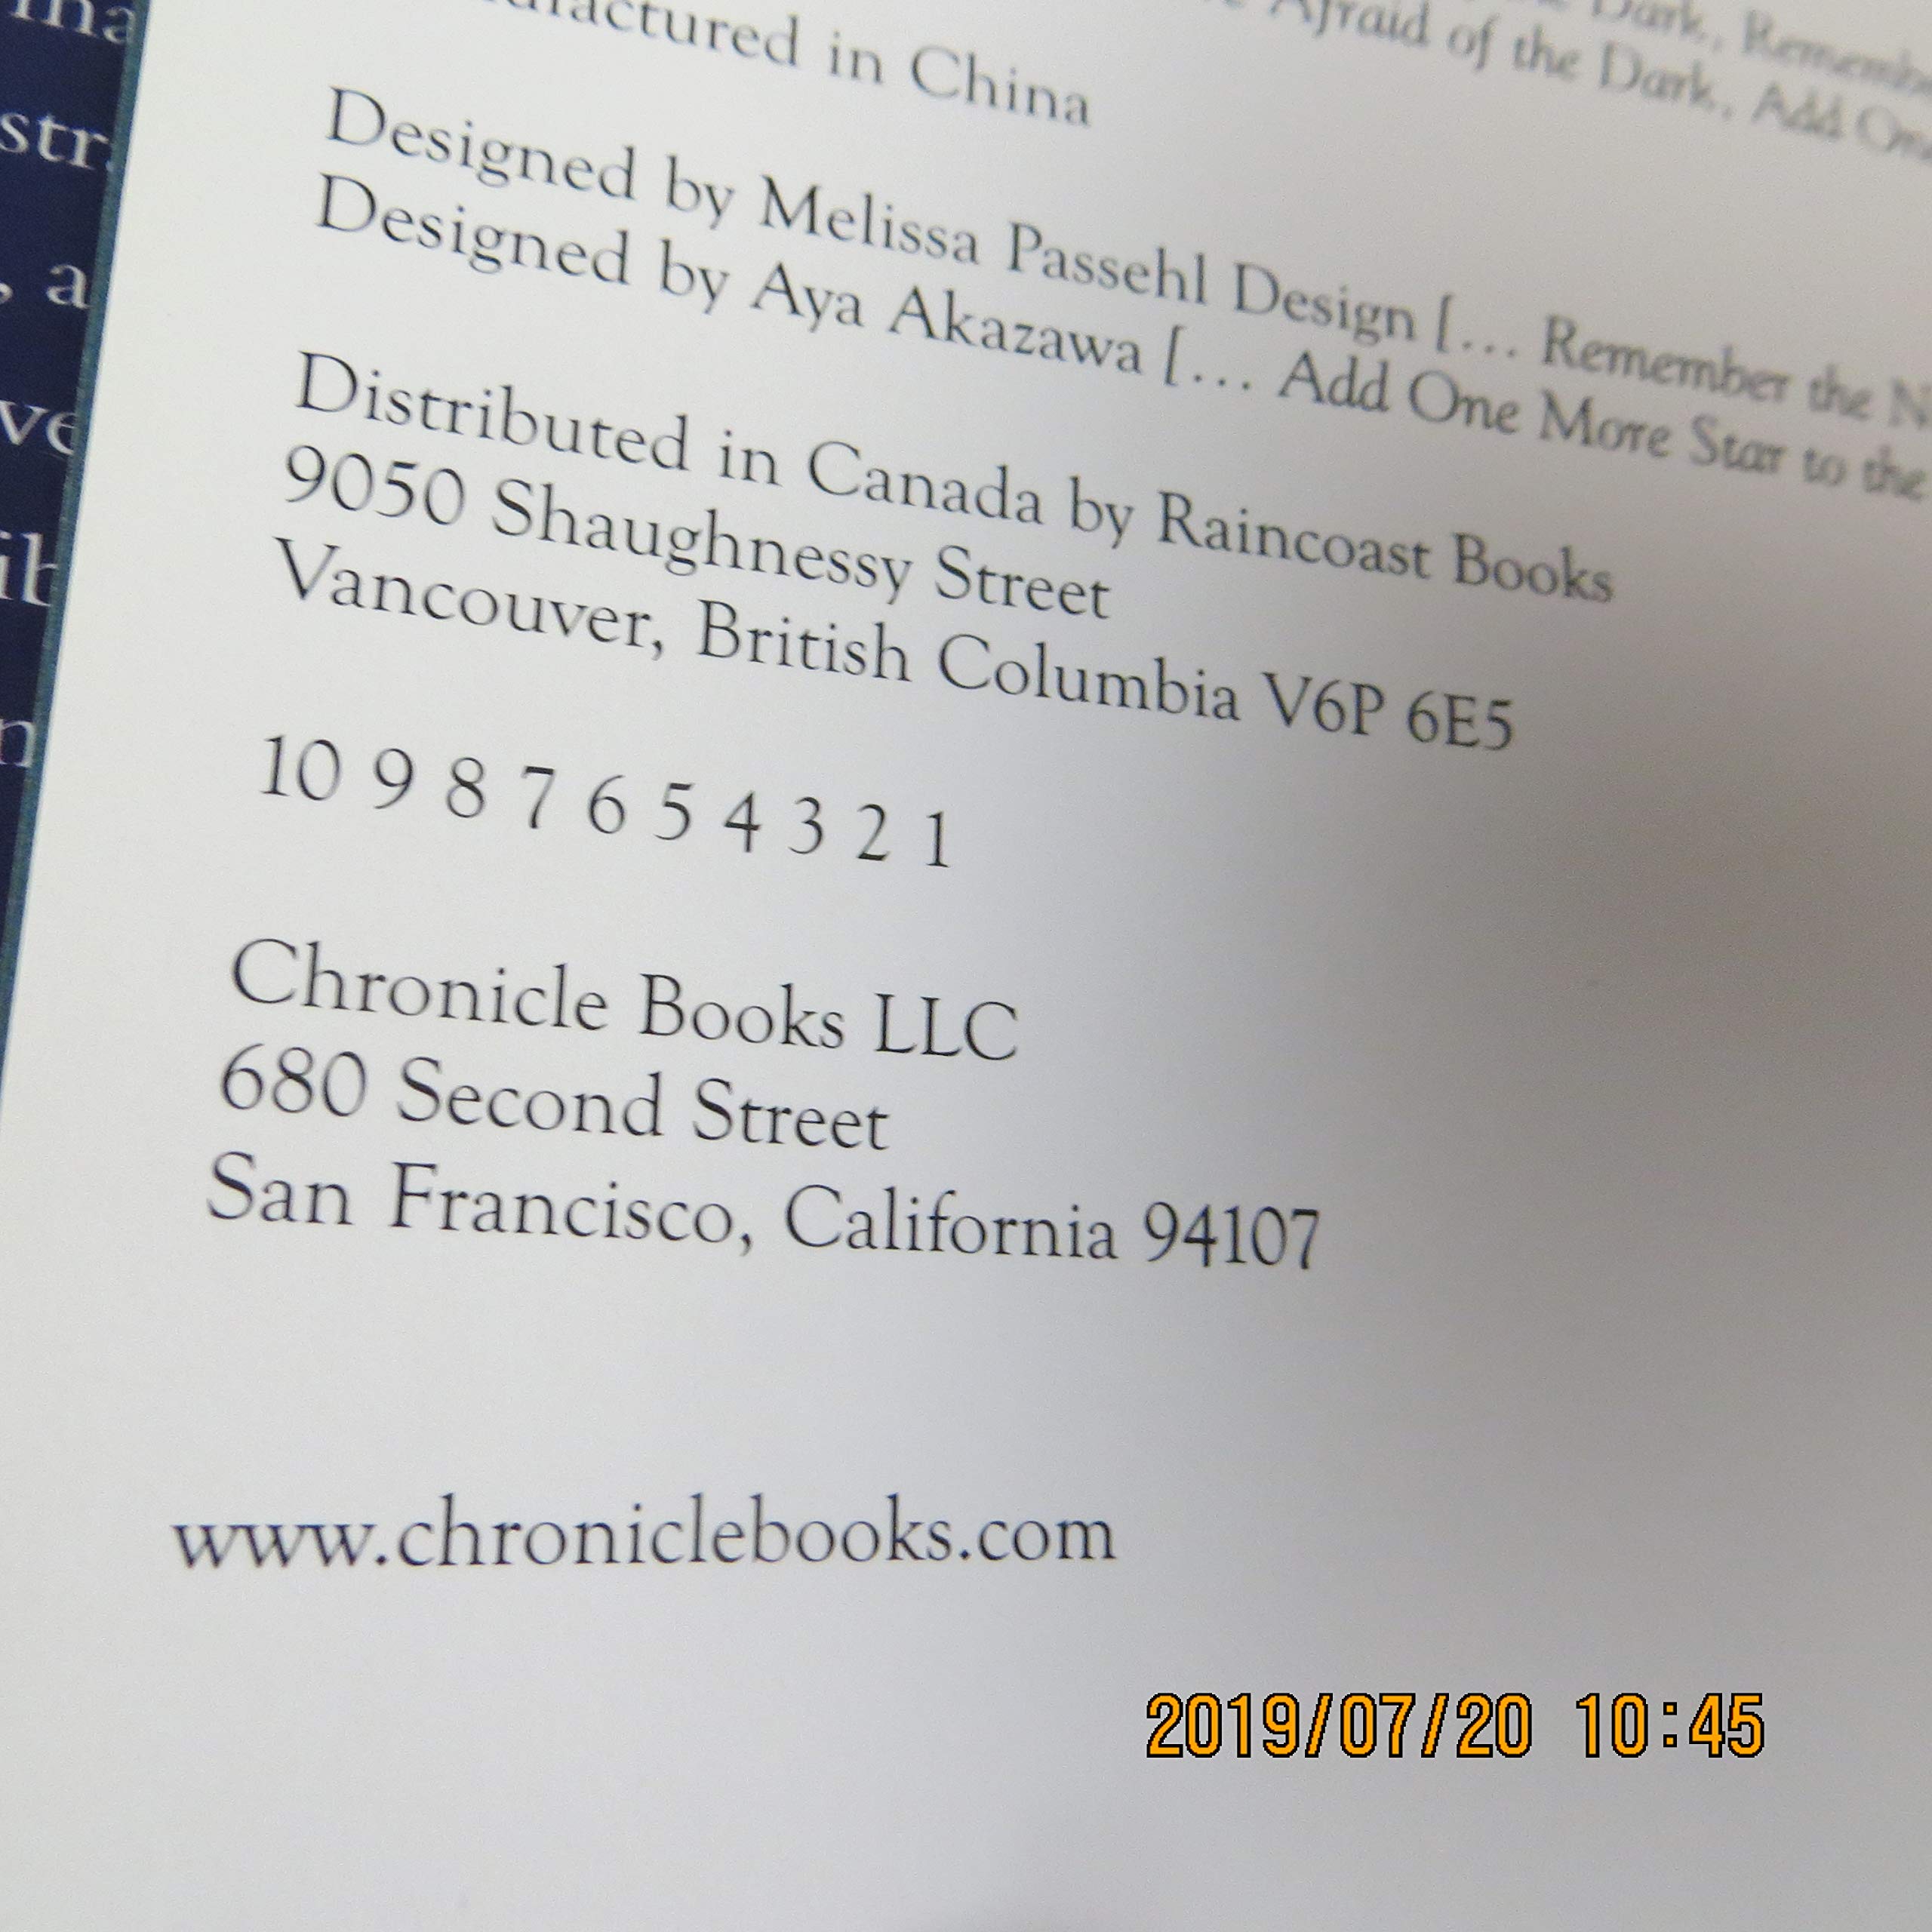 Dark, Remember
Afraid of the Dark, Add One
in China
Designed by Melissa Passehl Design [... Remember the
Designed by Aya Akazawa [... Add One More Star to the
Distributed in Canada by Raincoast Books
9050 Shaughnessy Street
Vancouver, British Columbia V6P 6E5
10 9 8 7 6 5 4 3 2 1
Chronicle Books LLC
680 Second Street
San Francisco, California 94107
www.chroniclebooks.com
2019/07/20 10:45